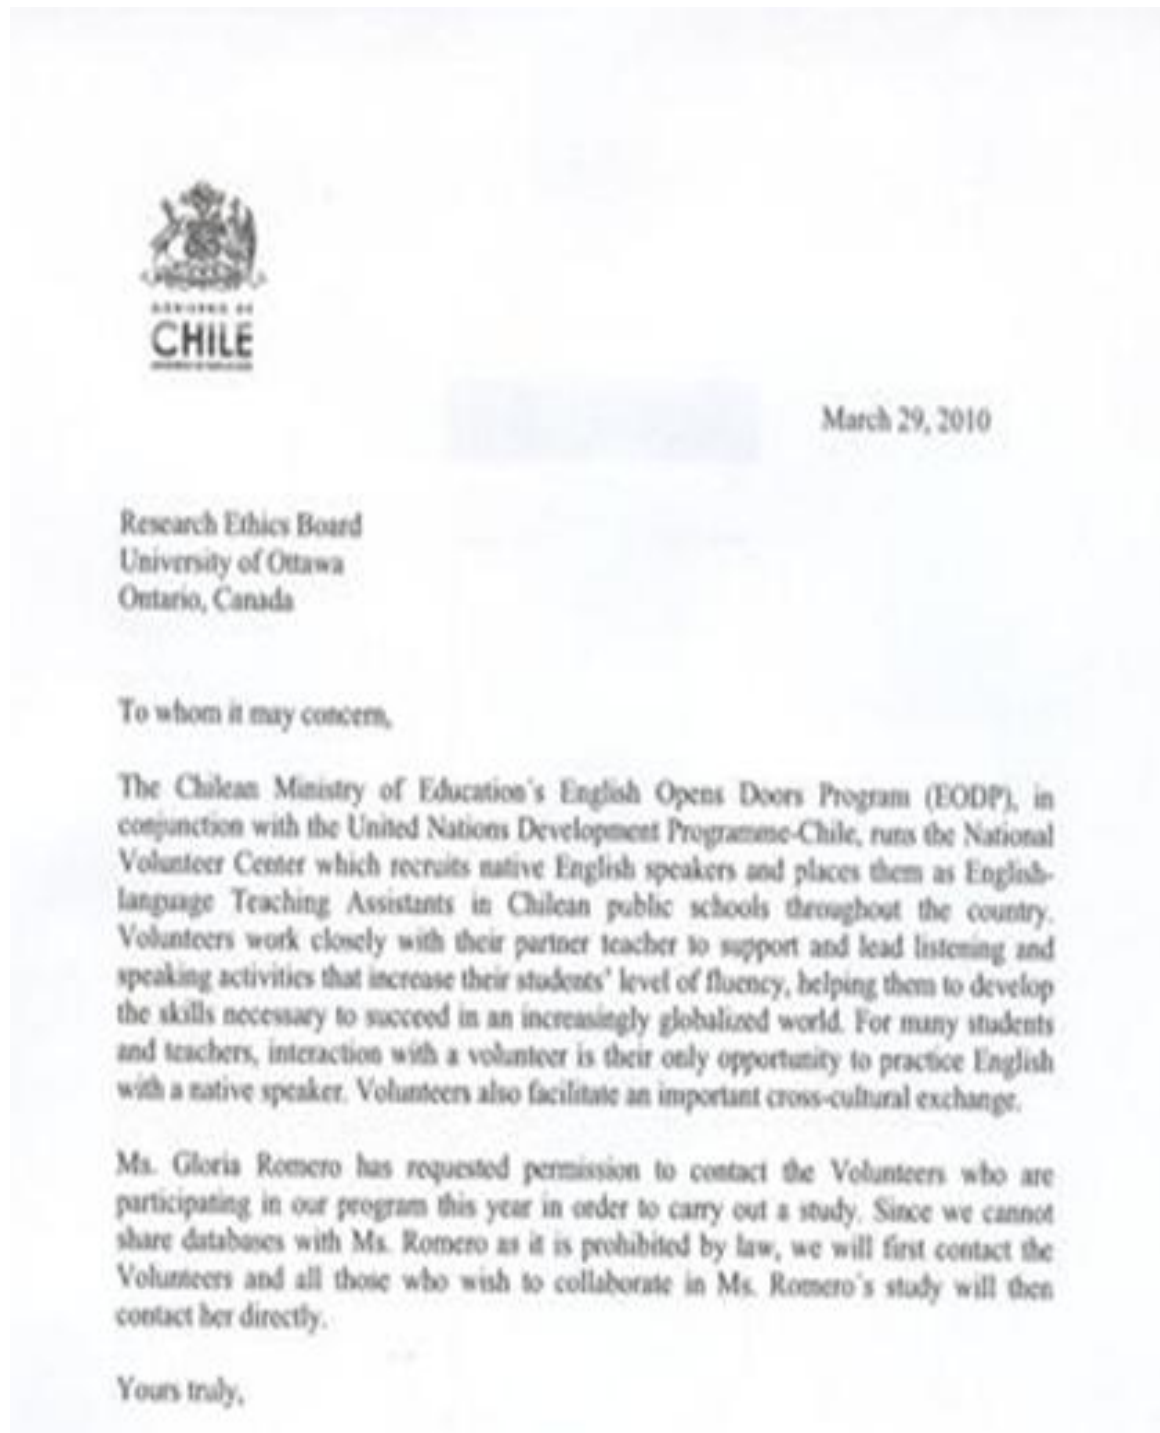 GOBIERNO DE
CHILE
March 29, 2010
Research Ethics Board
University of Ottawa
Ontario, Canada
To whom it may concern,
The Chilean Ministry of Education´s English Opens Doors Program (EODP), in
conjunction with the United Nations Development Programme-Chile, runs the National
Volunteer Center which recruits native English speakers and places them as English-
language Teaching Assistants in Chilean public schools throughout the country.
Volunteers work closely with their partner teacher to support and lead listening and
speaking activities that increase their students' level of fluency, helping them to develop
the skills necessary to succeed in an increasingly globalized world. For many students
and teachers, interaction with a volunteer is their only opportunity to practice English
with a native speaker. Volunteers also facilitate an important cross-cultural exchange.
Ms. Gloria Romero has requested permission to contact the Volunteers who are
participating in our program this year in order to carry out a study. Since we cannot
share databases with Ms. Romero as it is prohibited by law, we will first contact the
Volunteers and all those who wish to collaborate in Ms. Romero´s study will then
contact her directly.
Yours truly,